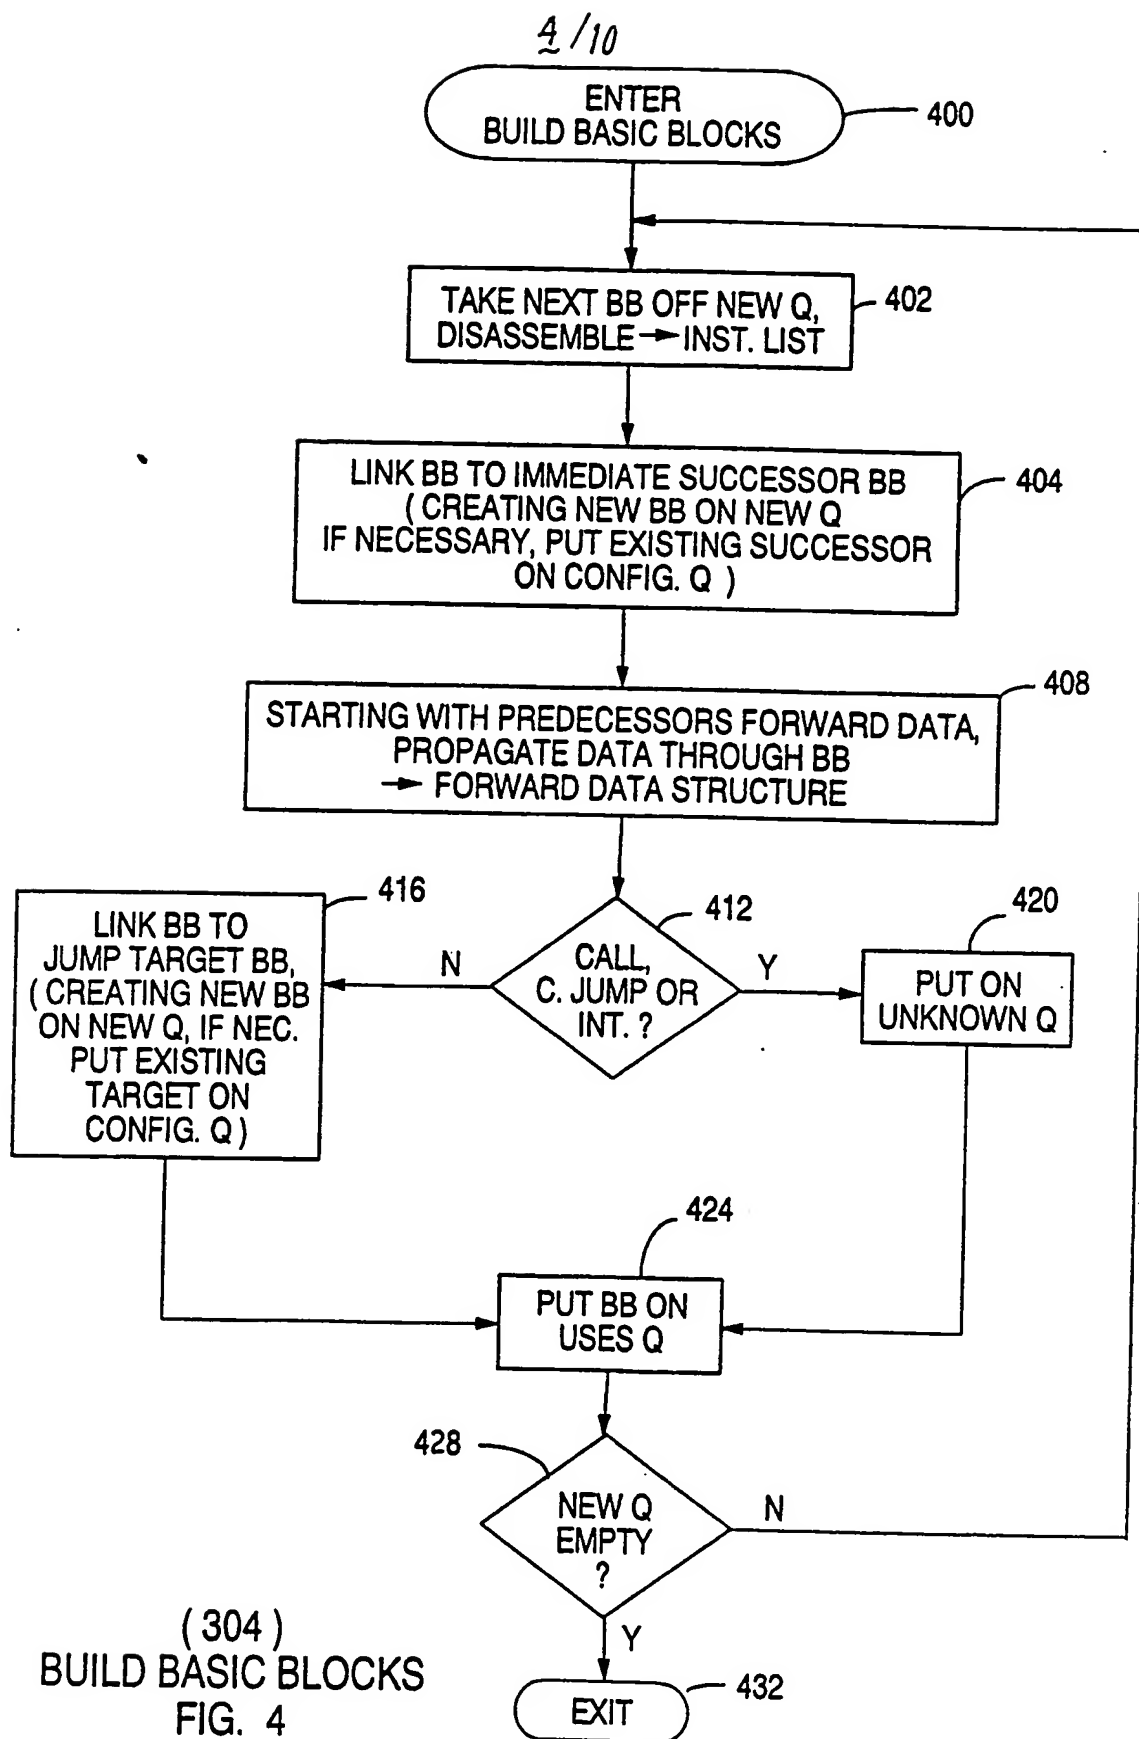 4/10
ENTER
BUILD BASIC BLOCKS
400
TAKE NEXT BB OFF NEW Q,
DISASSEMBLE → INST. LIST
402
LINK BB TO IMMEDIATE SUCCESSOR BB
( CREATING NEW BB ON NEW Q
IF NECESSARY, PUT EXISTING SUCCESSOR
ON CONFIG. Q )
404
STARTING WITH PREDECESSORS FORWARD DATA,
PROPAGATE DATA THROUGH BB
→ FORWARD DATA STRUCTURE
408
CALL,
C. JUMP OR
INT. ?
412
N
Y
LINK BB TO
JUMP TARGET BB,
( CREATING NEW BB
ON NEW Q, IF NEC.
PUT EXISTING
TARGET ON
CONFIG. Q )
416
PUT ON
UNKNOWN Q
420
PUT BB ON
USES Q
424
NEW Q
EMPTY
?
428
N
Y
EXIT
432
( 304 )
BUILD BASIC BLOCKS
FIG. 4